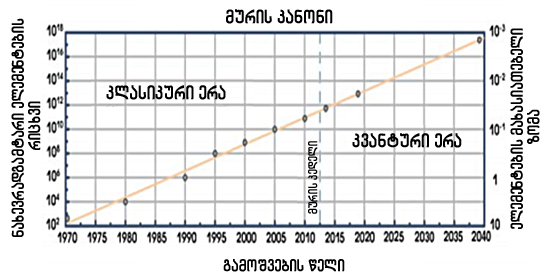 მურის კანონი
ნახევრადგამტარი ელემენტების
რიცხვი
10¹⁸
10¹⁶
10¹⁴
10¹²
10¹⁰
10⁸
10⁶
10⁴
10²
კლასიკური ერა
მურის კედელი
კვანტური ერა
10⁻³
10⁻²
10⁻¹
1
10
ელემენტების მახასიათებელი
ზომა
1970 1975 1980 1985 1990 1995 2000 2005 2010 2015 2020 2025 2030 2035 2040
გამოშვების წელი